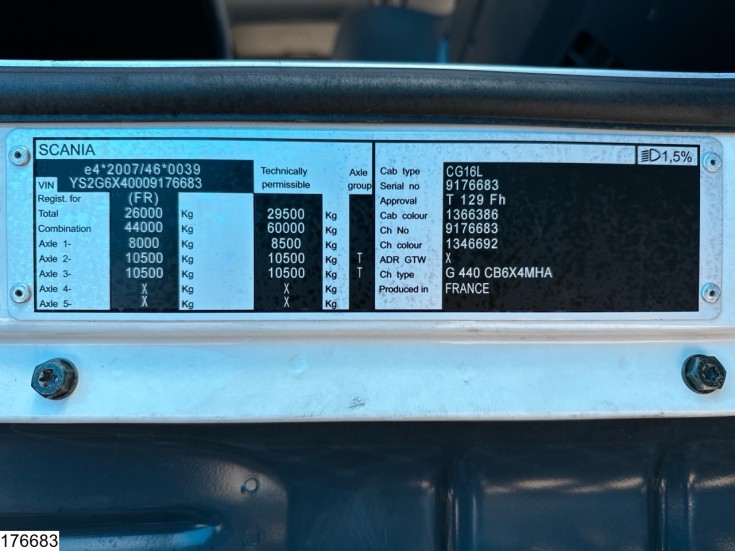 SCANIA
1,5%
e4*2007/46*0039
VIN YS2G6X40009176683
Technically permissible
Axle group
Regist. for (FR)
Total 26000 Kg 29500 Kg
Combination 44000 Kg 60000 Kg
Axle 1- 8000 Kg 8500 Kg
Axle 2- 10500 Kg 10500 Kg T
Axle 3- 10500 Kg 10500 Kg T
Axle 4- X Kg X Kg
Axle 5- X Kg X Kg
Cab type CG16L
Serial no 9176683
Approval T 129 Fh
Cab colour 1366386
Ch No 9176683
Ch colour 1346692
ADR GTW X
Ch type G 440 CB6X4MHA
Produced in FRANCE
176683